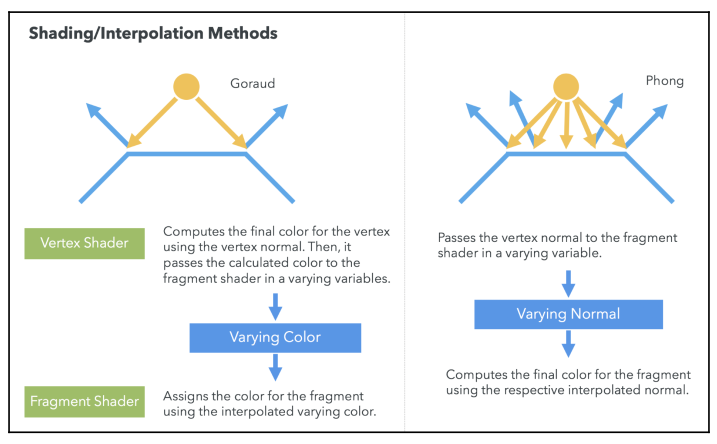 Shading/Interpolation Methods
Goraud
Vertex Shader
Computes the final color for the vertex
using the vertex normal. Then, it
passes the calculated color to the
fragment shader in a varying variables.
Varying Color
Fragment Shader
Assigns the color for the fragment
using the interpolated varying color.
Phong
Passes the vertex normal to the fragment
shader in a varying variable.
Varying Normal
Computes the final color for the fragment
using the respective interpolated normal.